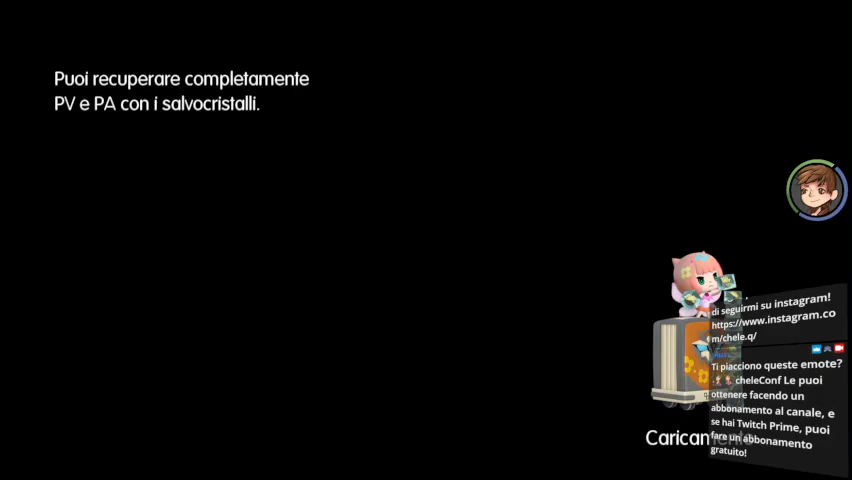 Puoi recuperare completamente
PV e PA con i salvocristalli.
di seguirmi su instagram!
https://www.instagram.co
m/chele.q/
Ti piacciono queste emote?
cheleConf Le puoi
ottenere facendo un
abbonamento al canale, e
se hai Twitch Prime, puoi
fare un abbonamento
gratuito!
Caricamento